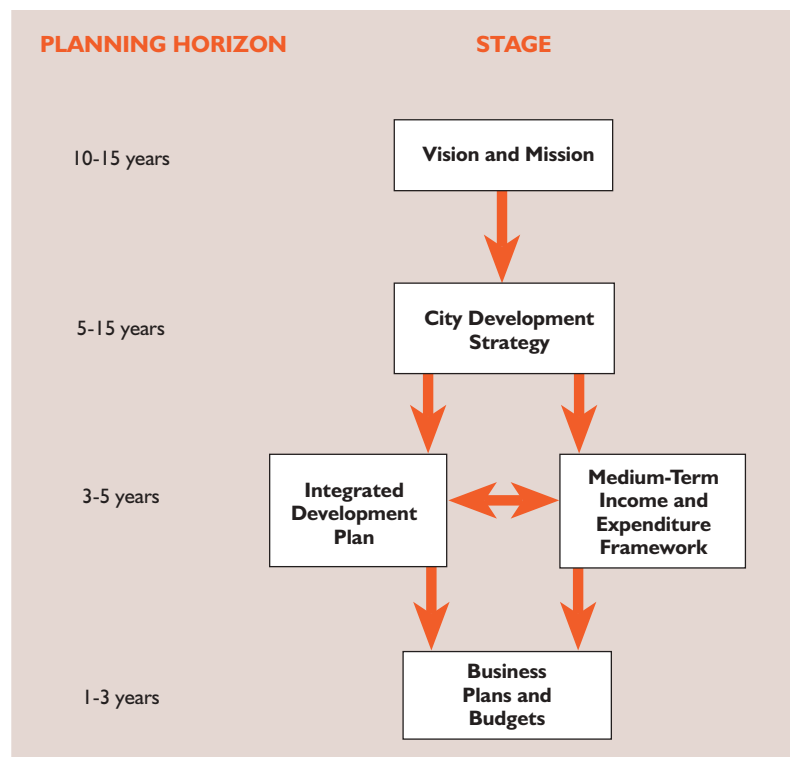 PLANNING HORIZON
STAGE
10-15 years
Vision and Mission
5-15 years
City Development
Strategy
3-5 years
Integrated
Development
Plan
Medium-Term
Income and
Expenditure
Framework
1-3 years
Business
Plans and
Budgets